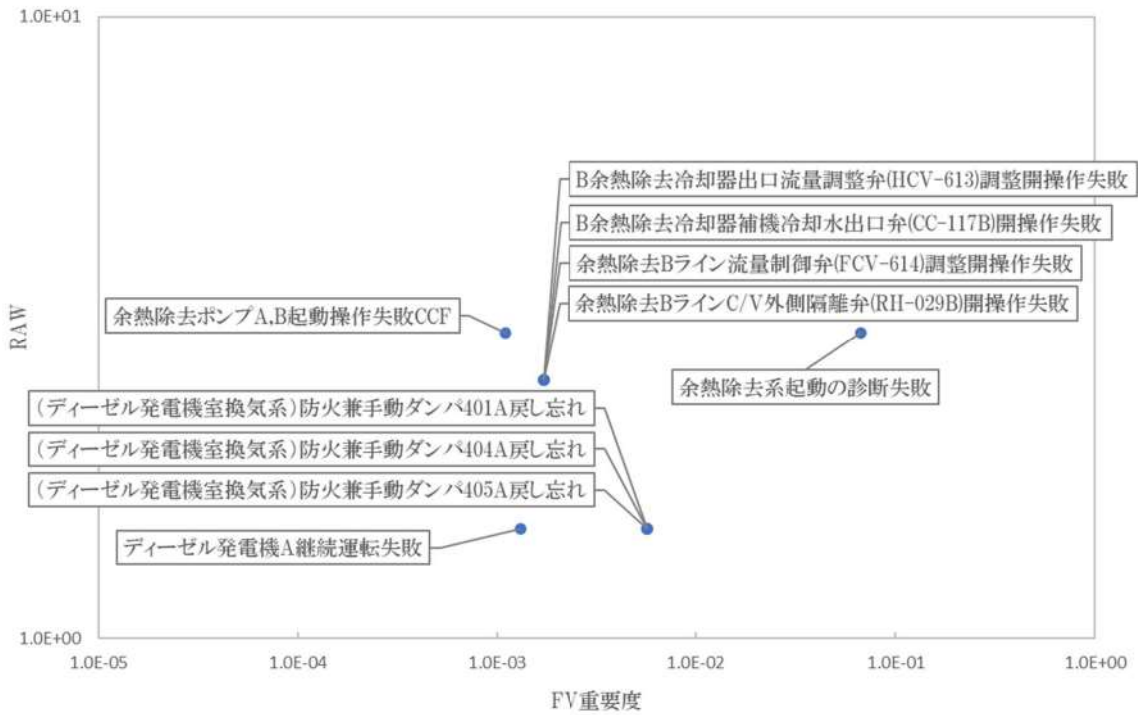 1.0E+01
B余熱除去冷却器出口流量調整弁(HCV-613)調整開操作失敗
B余熱除去冷却器補機冷却水出口弁(CC-117B)開操作失敗
余熱除去Bライン流量制御弁(FCV-614)調整開操作失敗
余熱除去BラインC/V外側隔離弁(RH-029B)開操作失敗
余熱除去ポンプA,B起動操作失敗CCF
RAW
余熱除去系起動の診断失敗
(ディーゼル発電機室換気系)防火兼手動ダンパ401A戻し忘れ
(ディーゼル発電機室換気系)防火兼手動ダンパ404A戻し忘れ
(ディーゼル発電機室換気系)防火兼手動ダンパ405A戻し忘れ
ディーゼル発電機A継続運転失敗
1.0E+00
1.0E-05 1.0E-04 1.0E-03 1.0E-02 1.0E-01 1.0E+00
FV重要度